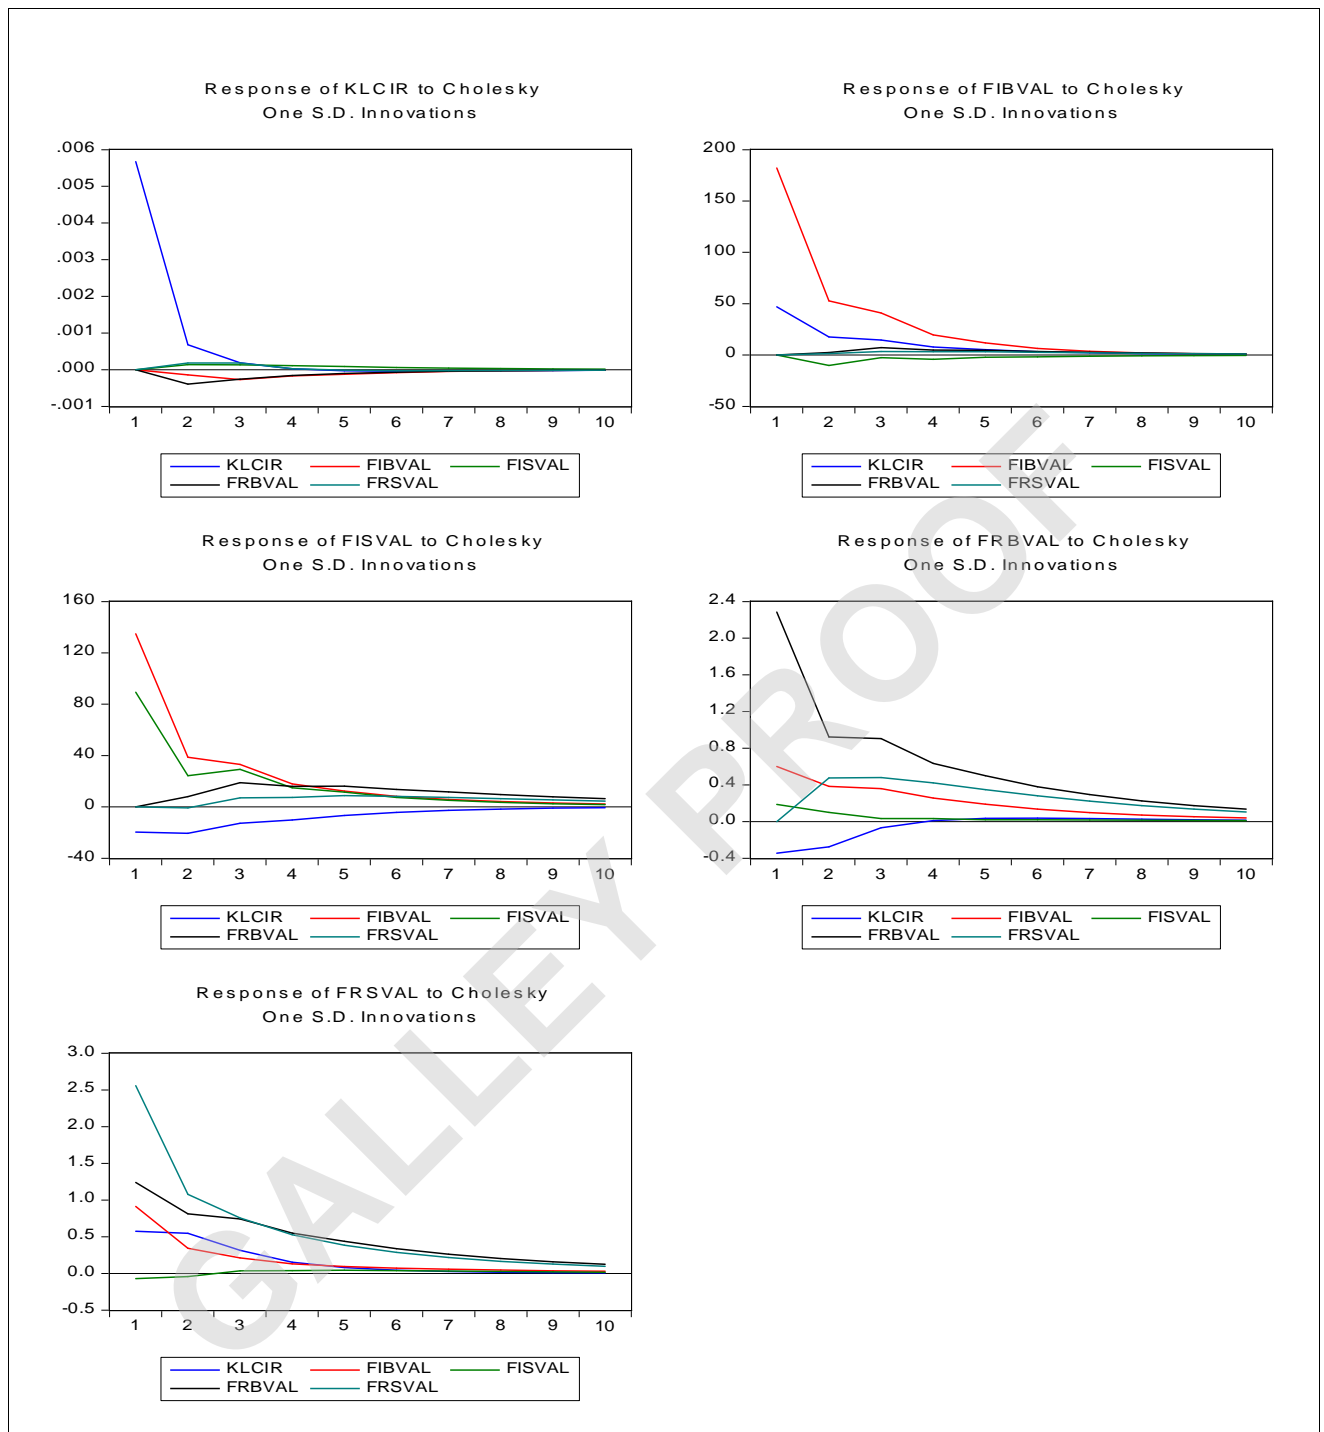 Response of KLCIR to Cholesky
One S.D. Innovations
.006
.005
.004
.003
.002
.001
.000
-.001
1 2 3 4 5 6 7 8 9 10
KLCIR FIBVAL FISVAL
FRBVAL FRSVAL
Response of FIBVAL to Cholesky
One S.D. Innovations
200
150
100
50
0
-50
1 2 3 4 5 6 7 8 9 10
KLCIR FIBVAL FISVAL
FRBVAL FRSVAL
Response of FISVAL to Cholesky
One S.D. Innovations
160
120
80
40
0
-40
1 2 3 4 5 6 7 8 9 10
KLCIR FIBVAL FISVAL
FRBVAL FRSVAL
Response of FRBVAL to Cholesky
One S.D. Innovations
2.4
2.0
1.6
1.2
0.8
0.4
0.0
-0.4
1 2 3 4 5 6 7 8 9 10
KLCIR FIBVAL FISVAL
FRBVAL FRSVAL
Response of FRSVAL to Cholesky
One S.D. Innovations
3.0
2.5
2.0
1.5
1.0
0.5
0.0
-0.5
1 2 3 4 5 6 7 8 9 10
KLCIR FIBVAL FISVAL
FRBVAL FRSVAL
GALLEY PROOF